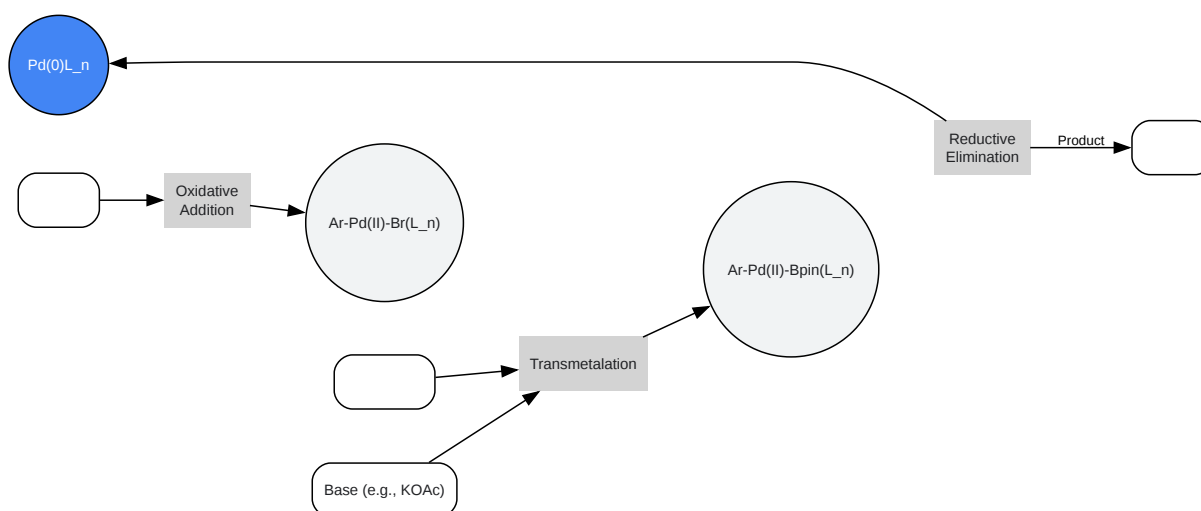 Pd(0)L_n
Reductive
Elimination
Product
Oxidative
Addition
Ar-Pd(II)-Br(L_n)
Ar-Pd(II)-Bpin(L_n)
Transmetalation
Base (e.g., KOAc)